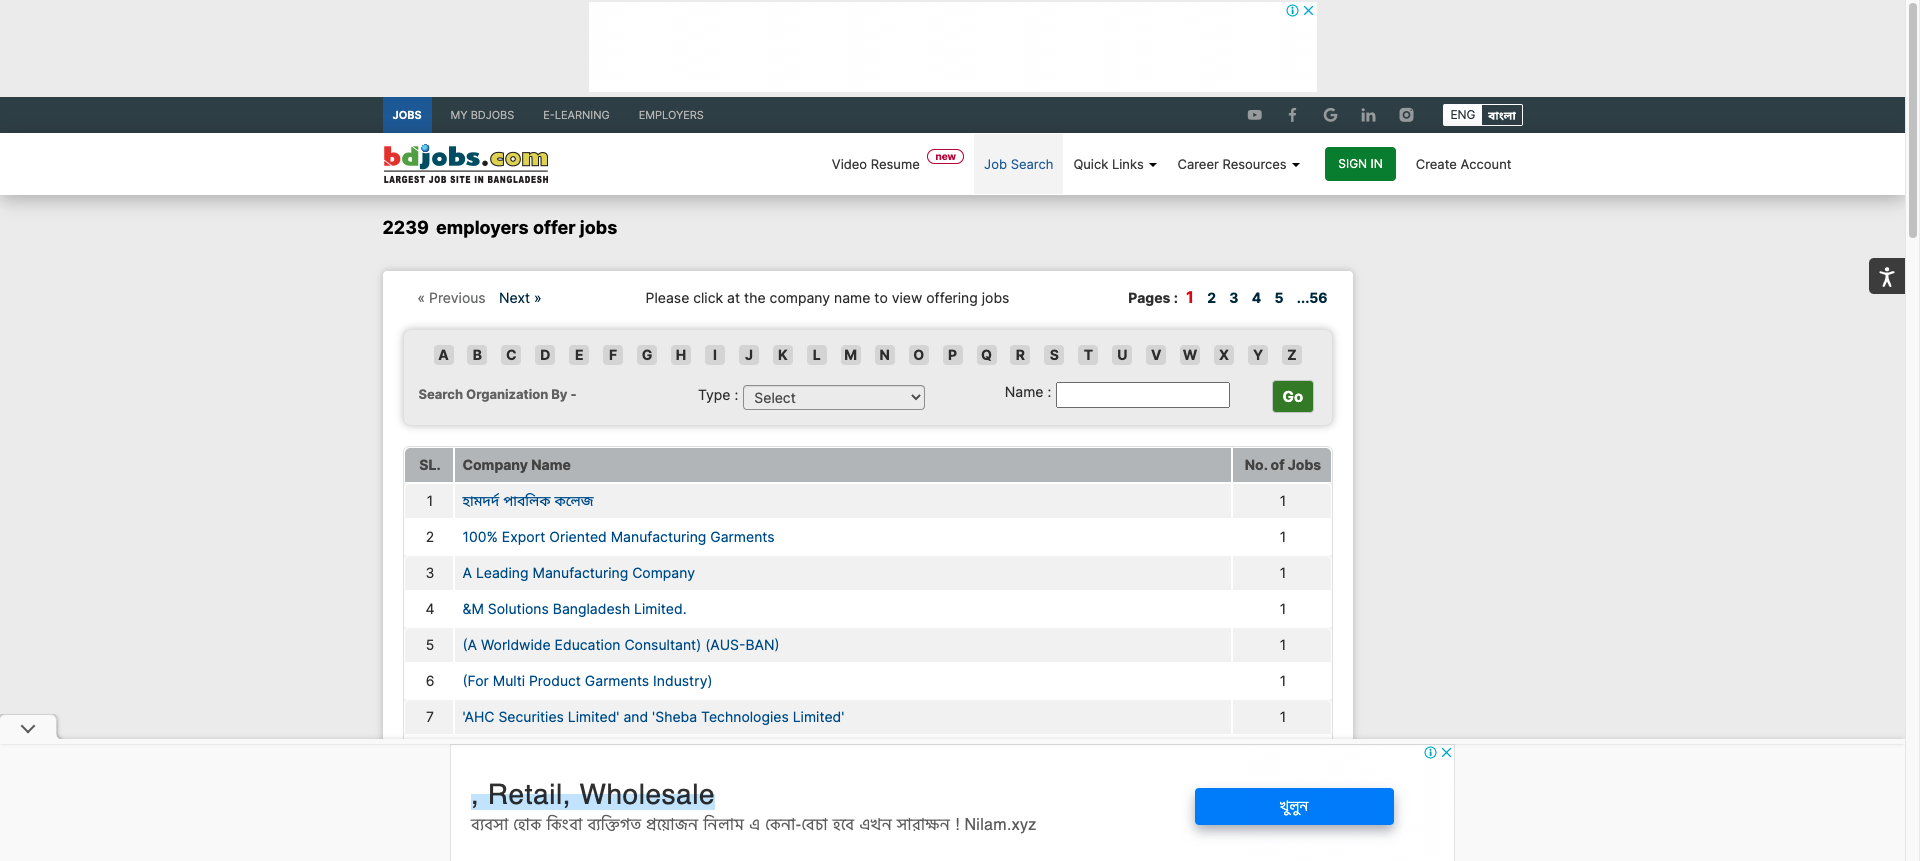 JOBS MY BDJOBS E-LEARNING EMPLOYERS ENG বাংলা
bdjobs.com
LARGEST JOB SITE IN BANGLADESH
Video Resume new Job Search Quick Links Career Resources SIGN IN Create Account
2239 employers offer jobs
« Previous Next » Please click at the company name to view offering jobs Pages : 1 2 3 4 5 ...56
A B C D E F G H I J K L M N O P Q R S T U V W X Y Z
Search Organization By - Type : Select Name : Go
SL. Company Name No. of Jobs
1 হামদর্দ পাবলিক কলেজ 1
2 100% Export Oriented Manufacturing Garments 1
3 A Leading Manufacturing Company 1
4 &M Solutions Bangladesh Limited. 1
5 (A Worldwide Education Consultant) (AUS-BAN) 1
6 (For Multi Product Garments Industry) 1
7 'AHC Securities Limited' and 'Sheba Technologies Limited' 1
, Retail, Wholesale
ব্যবসা হোক কিংবা ব্যক্তিগত প্রয়োজন নিলাম এ কেনা-বেচা হবে এখন সারাক্ষন ! Nilam.xyz
খুলুন